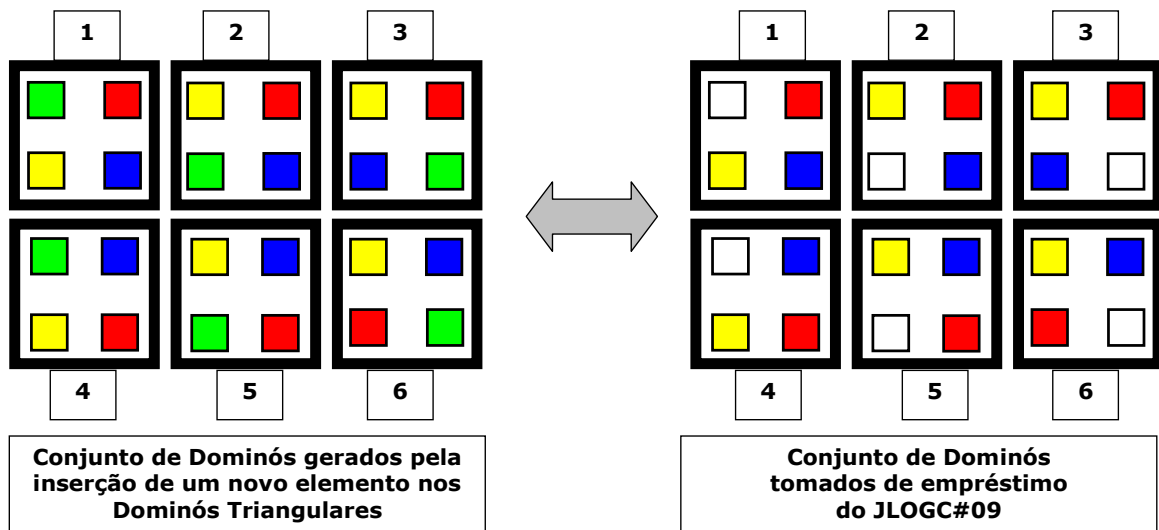 1 2 3
4 5 6
Conjunto de Dominós gerados pela
inserção de um novo elemento nos
Dominós Triangulares
1 2 3
4 5 6
Conjunto de Dominós
tomados de empréstimo
do JLOGC#09